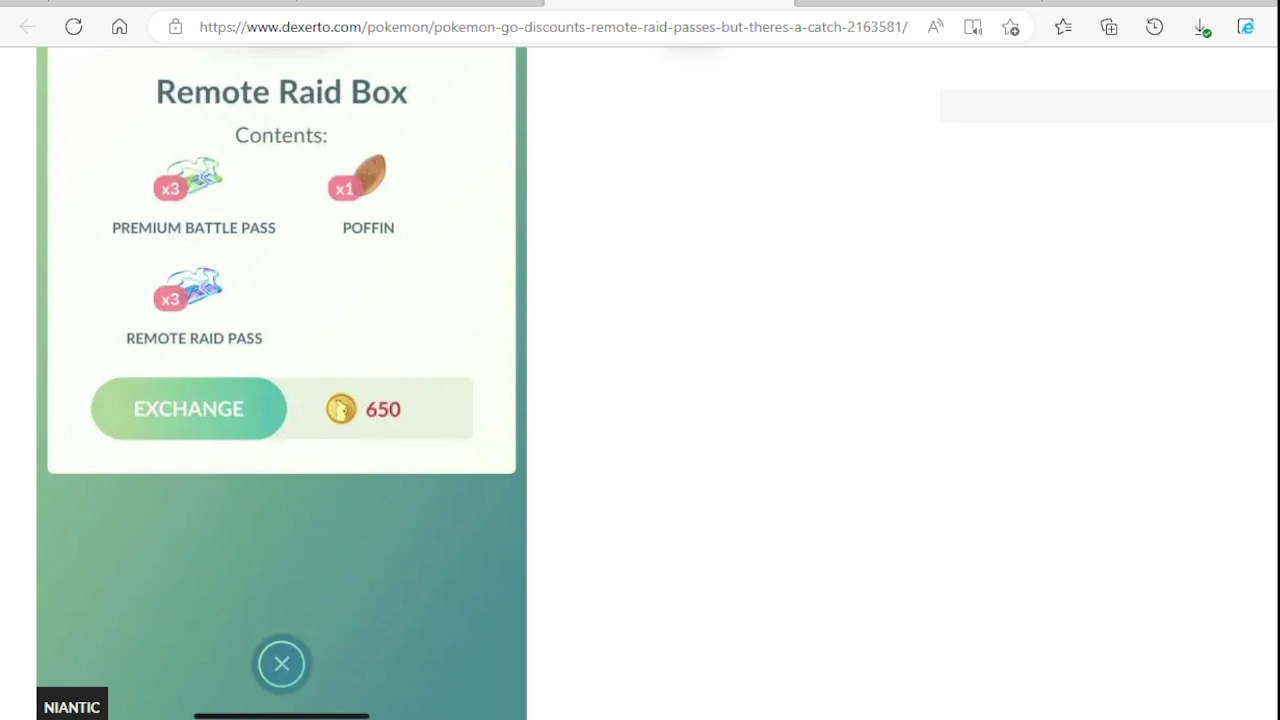 https://www.dexerto.com/pokemon/pokemon-go-discounts-remote-raid-passes-but-theres-a-catch-2163581/
Remote Raid Box
Contents:
x3
x1
PREMIUM BATTLE PASS
POFFIN
x3
REMOTE RAID PASS
EXCHANGE
650
NIANTIC